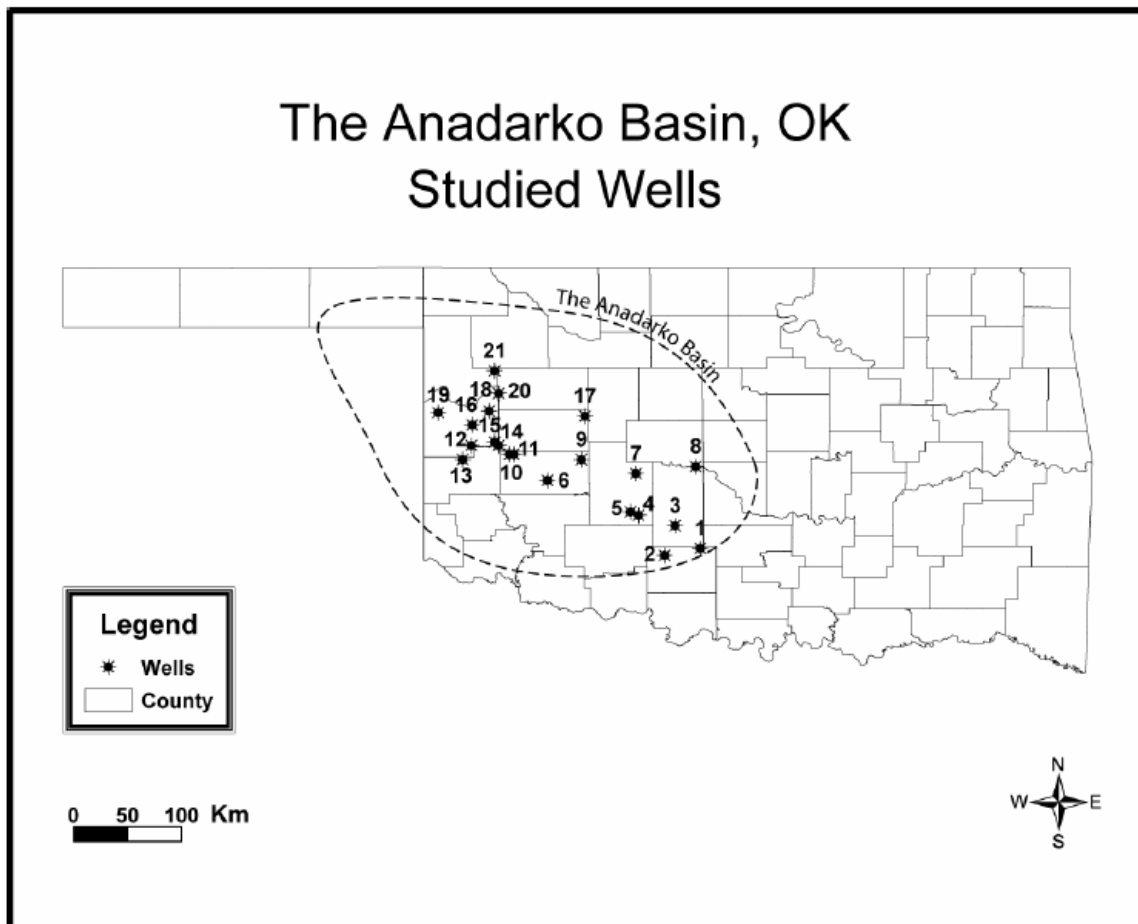 The Anadarko Basin, OK
Studied Wells
The Anadarko Basin
21
18
20
19
16
17
15
14
12
11
9
8
13
10
7
6
5
4
3
1
2
Legend
Wells
County
0 50 100 Km
N
W E
S